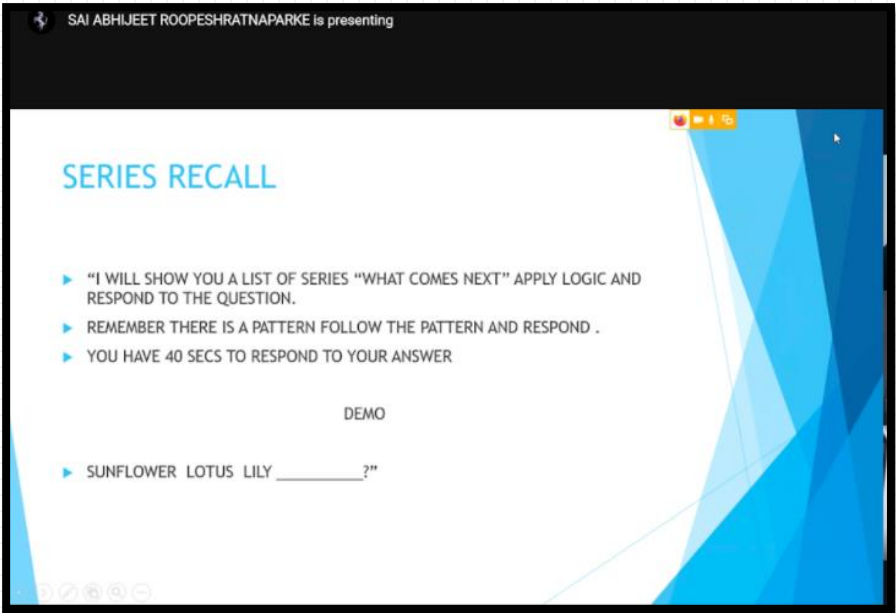 SAI ABHIJEET ROOPESHRATNAPARKE is presenting
SERIES RECALL
“I WILL SHOW YOU A LIST OF SERIES “WHAT COMES NEXT” APPLY LOGIC AND
RESPOND TO THE QUESTION.
REMEMBER THERE IS A PATTERN FOLLOW THE PATTERN AND RESPOND .
YOU HAVE 40 SECS TO RESPOND TO YOUR ANSWER
DEMO
SUNFLOWER LOTUS LILY ___________?”